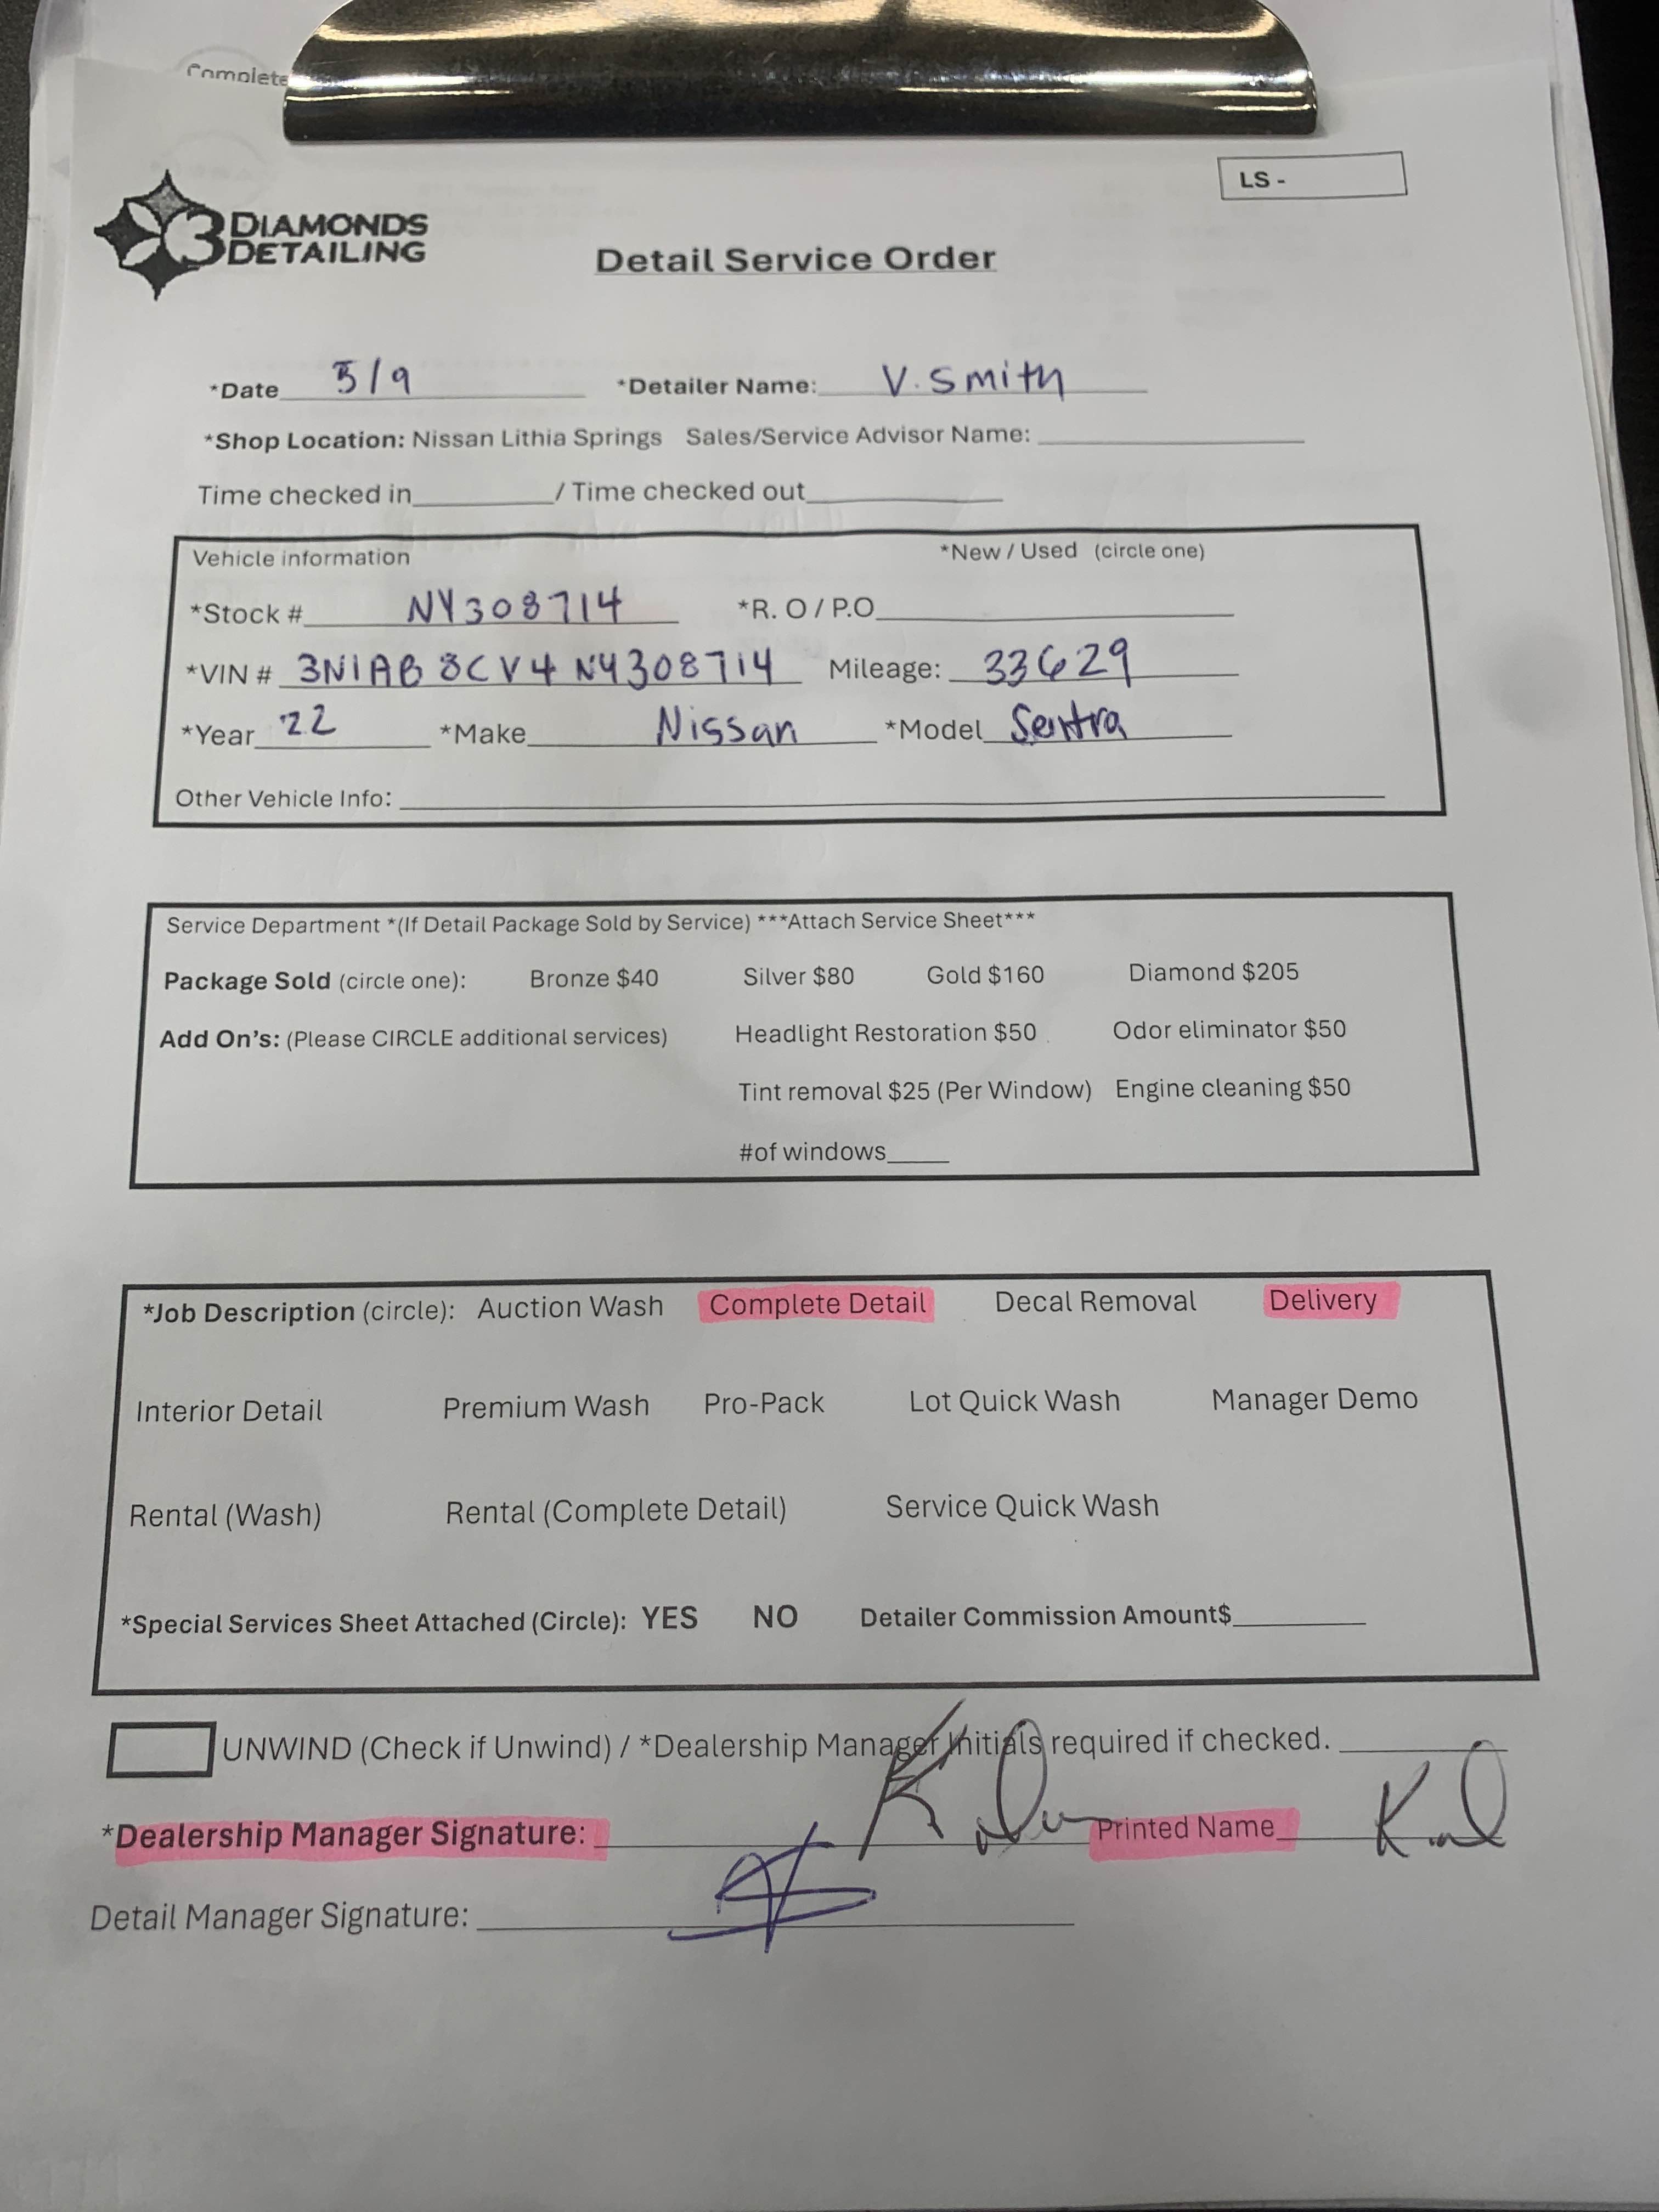 Complete
LS -
3 DIAMONDS DETAILING
Detail Service Order
*Date 5/9 *Detailer Name: V. Smith
*Shop Location: Nissan Lithia Springs Sales/Service Advisor Name:
Time checked in / Time checked out
Vehicle information *New / Used (circle one)
*Stock # NY308714 *R. O / P.O
*VIN # 3N1AB8CV4NY308714 Mileage: 33629
*Year 22 *Make Nissan *Model Sentra
Other Vehicle Info:
Service Department *(If Detail Package Sold by Service) ***Attach Service Sheet***
Package Sold (circle one): Bronze $40 Silver $80 Gold $160 Diamond $205
Add On's: (Please CIRCLE additional services) Headlight Restoration $50 Odor eliminator $50
Tint removal $25 (Per Window) Engine cleaning $50
#of windows
*Job Description (circle): Auction Wash Complete Detail Decal Removal Delivery
Interior Detail Premium Wash Pro-Pack Lot Quick Wash Manager Demo
Rental (Wash) Rental (Complete Detail) Service Quick Wash
*Special Services Sheet Attached (Circle): YES NO Detailer Commission Amount$
UNWIND (Check if Unwind) / *Dealership Manager Initials required if checked.
*Dealership Manager Signature: Printed Name
Detail Manager Signature: